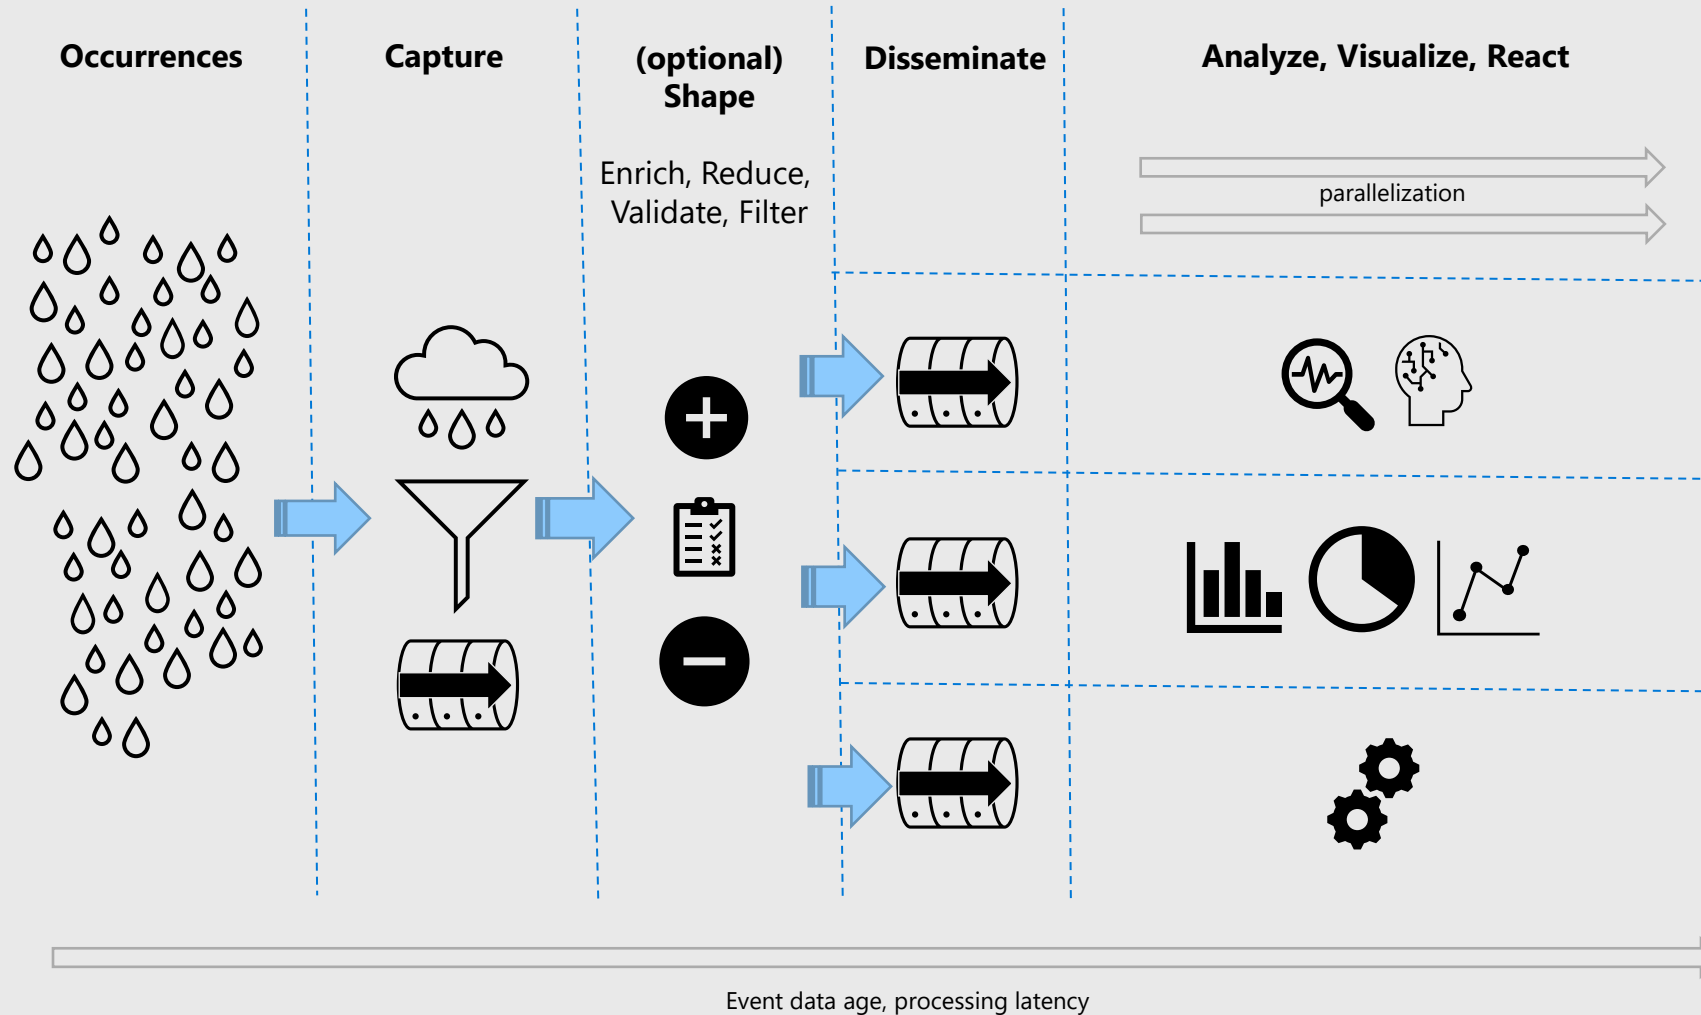 Occurrences
Capture
(optional)
Shape
Enrich, Reduce,
Validate, Filter
Disseminate
Analyze, Visualize, React
parallelization
Event data age, processing latency